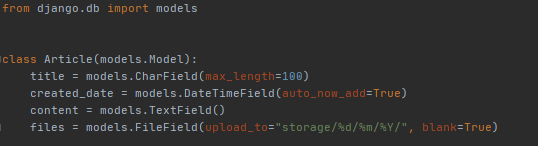 from django.db import models
class Article(models.Model):
title = models.CharField(max_length=100)
created_date = models.DateTimeField(auto_now_add=True)
content = models.TextField()
files = models.FileField(upload_to="storage/%d/%m/%Y/", blank=True)